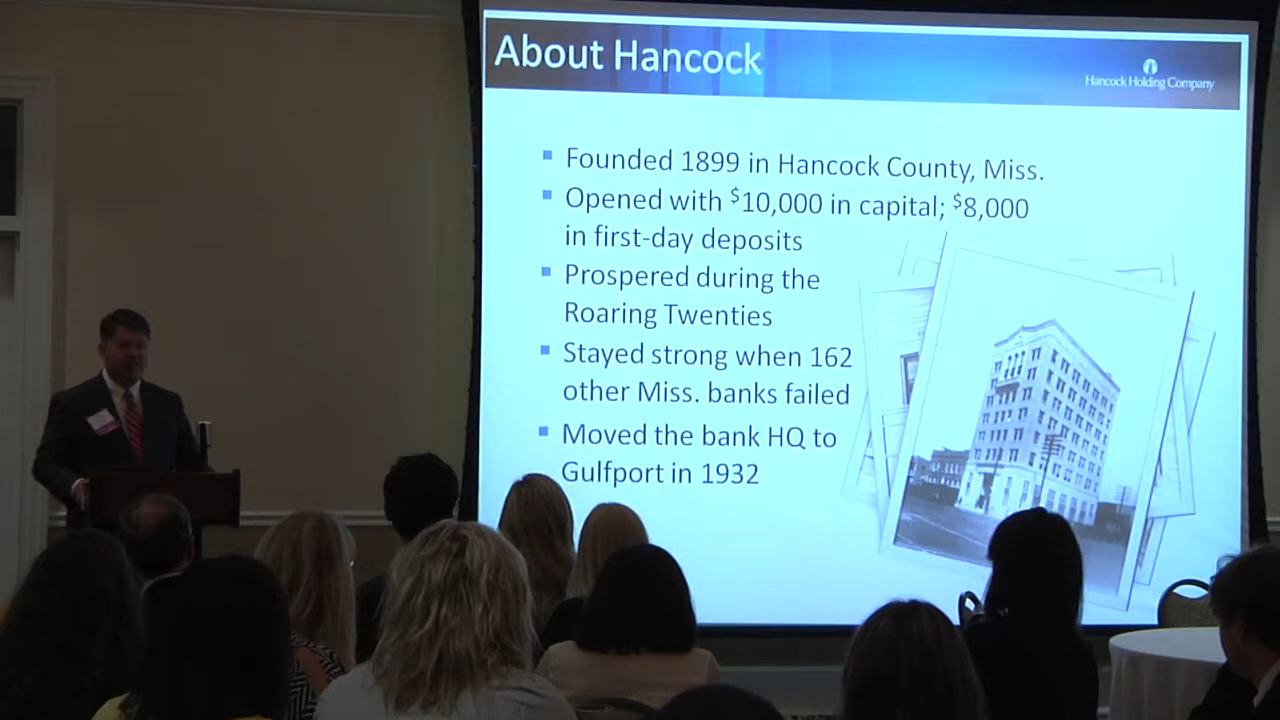 About Hancock
Hancock Holding Company
▪ Founded 1899 in Hancock County, Miss.
▪ Opened with $10,000 in capital; $8,000
in first-day deposits
▪ Prospered during the
Roaring Twenties
▪ Stayed strong when 162
other Miss. banks failed
▪ Moved the bank HQ to
Gulfport in 1932